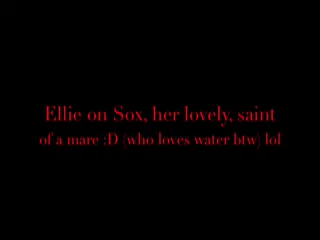 Ellie on Sox, her lovely, saint
of a mare :D (who loves water btw) lol